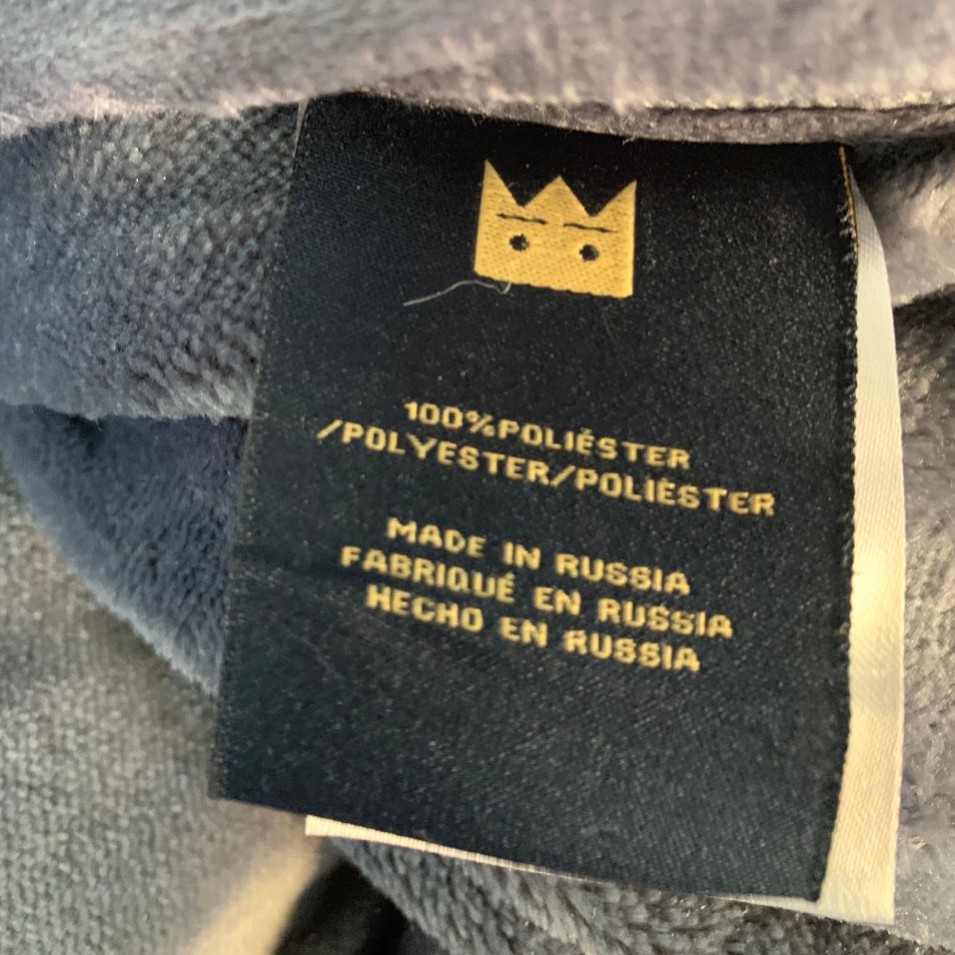 100%POLIÉSTER
/POLYESTER/POLIÉSTER
MADE IN RUSSIA
FABRIQUÉ EN RUSSIA
HECHO EN RUSSIA